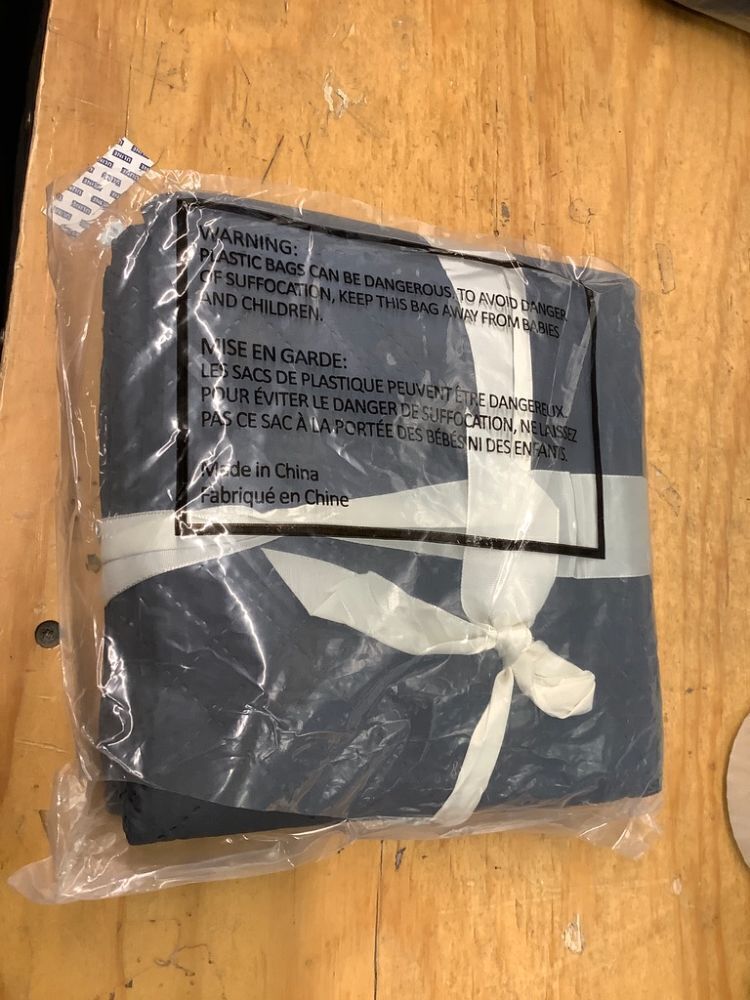 WARNING:
PLASTIC BAGS CAN BE DANGEROUS, TO AVOID DANGER
OF SUFFOCATION, KEEP THIS BAG AWAY FROM BABIES
AND CHILDREN.
MISE EN GARDE:
LES SACS DE PLASTIQUE PEUVENT ÊTRE DANGEREUX.
POUR ÉVITER LE DANGER DE SUFFOCATION, NE LAISSEZ
PAS CE SAC À LA PORTÉE DES BÉBÉS NI DES ENFANTS.
Made in China
Fabriqué en Chine